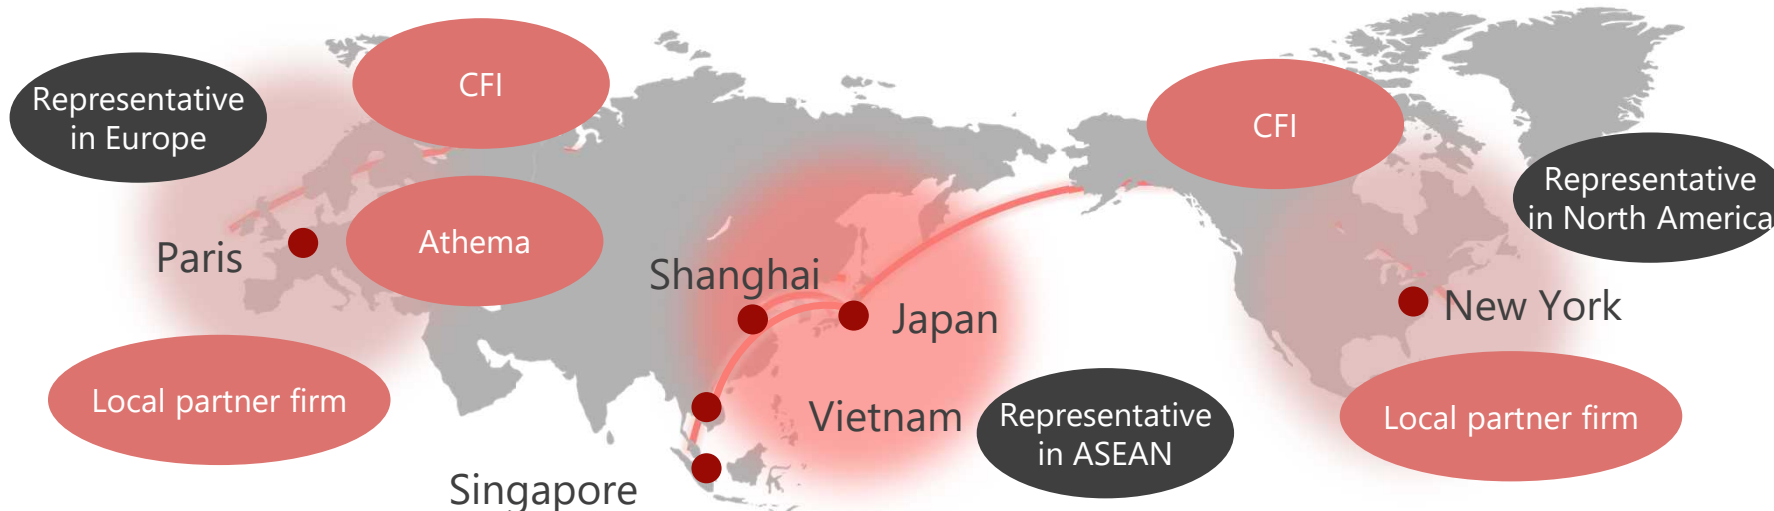 Representative
in Europe
CFI
Athema
Paris
Local partner firm
Shanghai
Japan
Vietnam
Singapore
Representative
in ASEAN
CFI
Representative
in North America
New York
Local partner firm